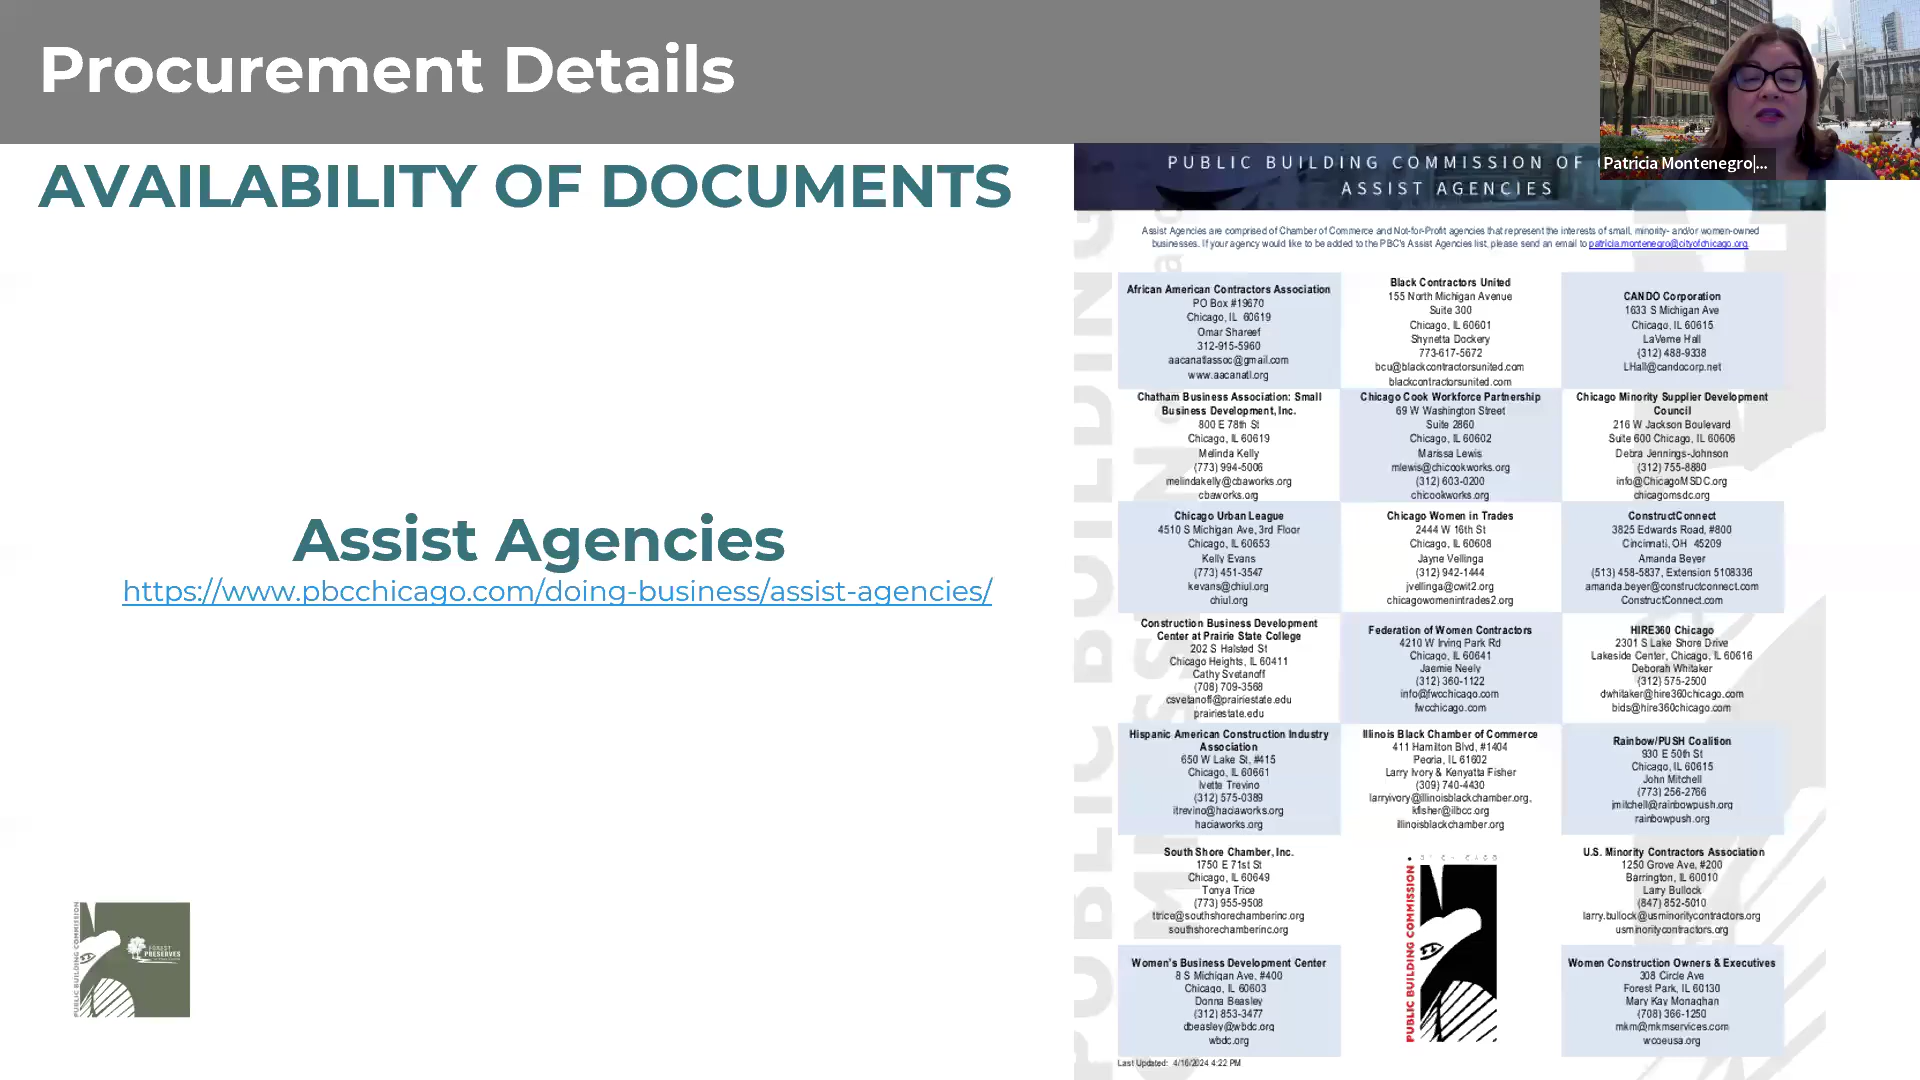 Procurement Details
AVAILABILITY OF DOCUMENTS
Assist Agencies
https://www.pbcchicago.com/doing-business/assist-agencies/
PUBLIC BUILDING COMMISSION
FOREST
PRESERVES
Patricia Montenegro|...
PUBLIC BUILDING COMMISSION OF
ASSIST AGENCIES
Assist Agencies are comprised of Chamber of Commerce and Not-for-Profit agencies that represent the interests of small, minority- and/or women-owned
businesses. If your agency would like to be added to the PBC's Assist Agencies list, please send an email to patricia.montenegro@cityofchicago.org.
African American Contractors Association
PO Box #19670
Chicago, IL 60619
Omar Shareef
312-915-5960
aacanatlassoc@gmail.com
www.aacanatl.org
Black Contractors United
155 North Michigan Avenue
Suite 300
Chicago, IL 60601
Shynetta Dockery
773-617-5672
bcu@blackcontractorsunited.com
blackcontractorsunited.com
CANDO Corporation
1633 S Michigan Ave
Chicago, IL 60615
LaVerne Hall
(312) 488-9338
LHall@candocorp.net
Chatham Business Association: Small
Business Development, Inc.
800 E 78th St
Chicago, IL 60619
Melinda Kelly
(773) 994-5006
melindakelly@cbaworks.org
cbaworks.org
Chicago Cook Workforce Partnership
69 W Washington Street
Suite 2860
Chicago, IL 60602
Marissa Lewis
mlewis@chicookworks.org
(312) 603-0200
chicookworks.org
Chicago Minority Supplier Development
Council
216 W Jackson Boulevard
Suite 600 Chicago, IL 60606
Debra Jennings-Johnson
(312) 755-8880
info@ChicagoMSDC.org
chicagomsdc.org
Chicago Urban League
4510 S Michigan Ave, 3rd Floor
Chicago, IL 60653
Kelly Evans
(773) 451-3547
kevans@chiul.org
chiul.org
Chicago Women in Trades
2444 W 16th St
Chicago, IL 60608
Jayne Vellinga
(312) 942-1444
jvellinga@cwit2.org
chicagowomenintrades2.org
ConstructConnect
3825 Edwards Road, #800
Cincinnati, OH 45209
Amanda Beyer
(513) 458-5837, Extension 5108336
amanda.beyer@constructconnect.com
ConstructConnect.com
Construction Business Development
Center at Prairie State College
202 S Halsted St
Chicago Heights, IL 60411
Cathy Svetanoff
(708) 709-3568
csvetanoff@prairiestate.edu
prairiestate.edu
Federation of Women Contractors
4210 W Irving Park Rd
Chicago, IL 60641
Jaemie Neely
(312) 360-1122
info@fwcchicago.com
fwcchicago.com
HIRE360 Chicago
2301 S Lake Shore Drive
Lakeside Center, Chicago, IL 60616
Deborah Whitaker
(312) 575-2500
dwhitaker@hire360chicago.com
bids@hire360chicago.com
Hispanic American Construction Industry
Association
650 W Lake St, #415
Chicago, IL 60661
Ivette Trevino
(312) 575-0389
itrevino@haciaworks.org
haciaworks.org
Illinois Black Chamber of Commerce
411 Hamilton Blvd, #1404
Peoria, IL 61602
Larry Ivory & Kenyatta Fisher
(309) 740-4430
larryivory@illinoisblackchamber.org,
kfisher@ilbcc.org
illinoisblackchamber.org
Rainbow/PUSH Coalition
930 E 50th St
Chicago, IL 60615
John Mitchell
(773) 256-2766
jmitchell@rainbowpush.org
rainbowpush.org
South Shore Chamber, Inc.
1750 E 71st St
Chicago, IL 60649
Tonya Trice
(773) 955-9508
ttrice@southshorechamberinc.org
southshorechamberinc.org
PUBLIC BUILDING COMMISSION
U.S. Minority Contractors Association
1250 Grove Ave, #200
Barrington, IL 60010
Larry Bullock
(847) 852-5010
larry.bullock@usminoritycontractors.org
usminoritycontractors.org
Women's Business Development Center
8 S Michigan Ave, #400
Chicago, IL 60603
Donna Beasley
(312) 853-3477
dbeasley@wbdc.org
wbdc.org
Women Construction Owners & Executives
308 Circle Ave
Forest Park, IL 60130
Mary Kay Monaghan
(708) 366-1250
mkm@mkmservices.com
wcoeusa.org
Last Updated: 4/16/2024 4:22 PM